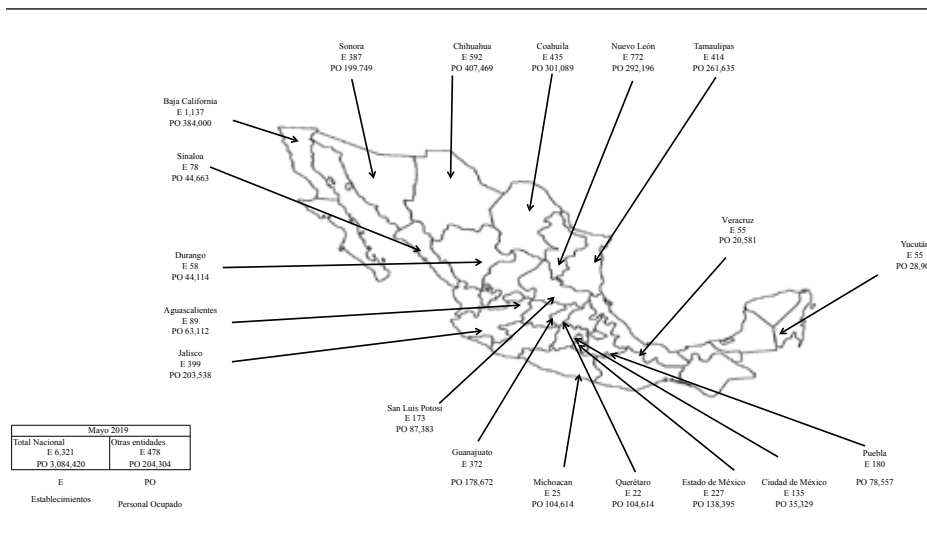 Sonora
E 387
PO 199.749
Chihuahua
E 592
PO 407,469
Coahuila
E 435
PO 301,089
Nuevo León
E 772
PO 292,196
Tamaulipas
E 414
PO 261,635
Baja California
E 1,137
PO 384,000
Sinaloa
E 78
PO 44,663
Veracruz
E 55
PO 20,581
Yucatán
E 55
PO 28,90
Durango
E 58
PO 44,114
Aguascalientes
E 89
PO 63,112
Jalisco
E 399
PO 203,538
San Luis Potosí
E 173
PO 87,383
Guanajuato
E 372
PO 178,672
Michoacan
E 25
PO 104,614
Querétaro
E 22
PO 104,614
Estado de México
E 227
PO 138,395
Ciudad de México
E 135
PO 35,329
Puebla
E 180
PO 78,557
Mayo 2019
Total Nacional
E 6,321
PO 3,084,420
Otras entidades
E 478
PO 204,304
E
Establecimientos
PO
Personal Ocupado